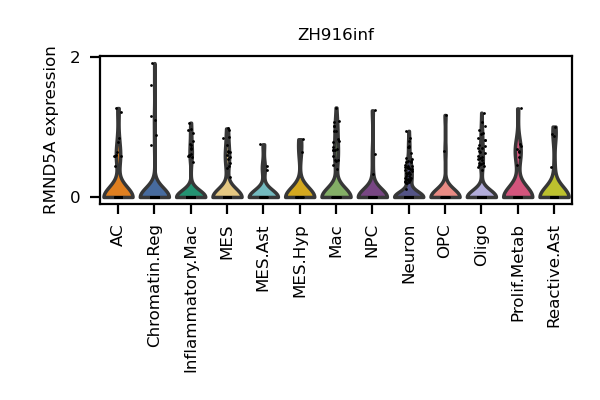 ZH916inf
RMND5A expression
2
0
AC
Chromatin.Reg
Inflammatory.Mac
MES
MES.Ast
MES.Hyp
Mac
NPC
Neuron
OPC
Oligo
Prolif.Metab
Reactive.Ast